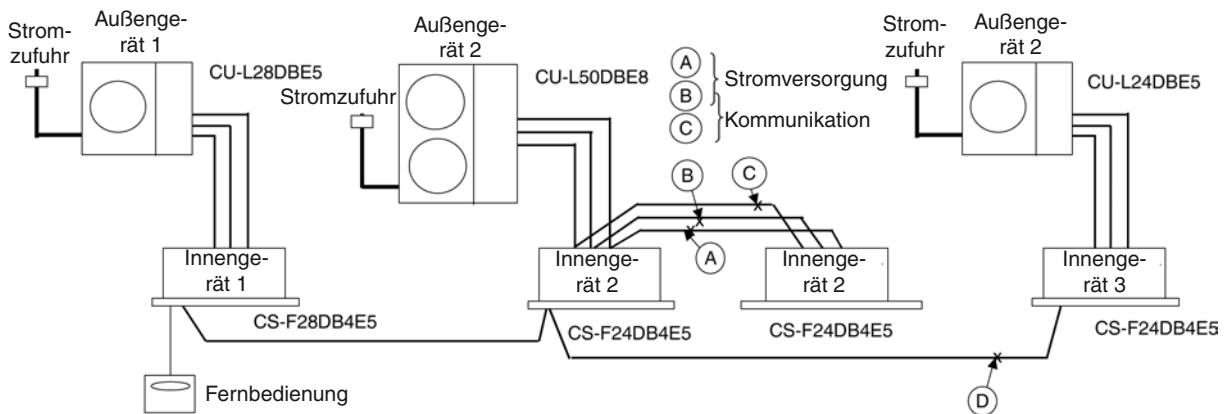 Strom-
zufuhr
Außenge-
rät 1
CU-L28DBE5
Außenge-
rät 2
Stromzufuhr
CU-L50DBE8
A
B
C
Stromversorgung
Kommunikation
Strom-
zufuhr
Außenge-
rät 2
CU-L24DBE5
B
C
A
Innenge-
rät 1
Innenge-
rät 2
Innenge-
rät 2
Innenge-
rät 3
CS-F28DB4E5
CS-F24DB4E5
CS-F24DB4E5
CS-F24DB4E5
Fernbedienung
D